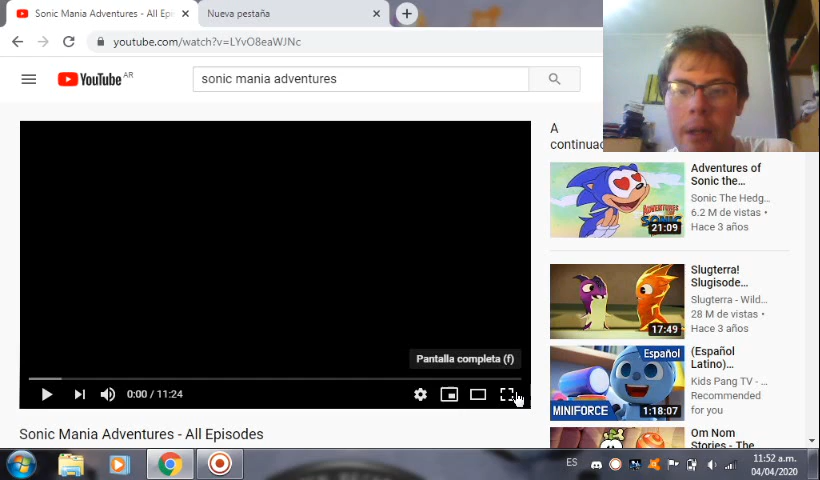 Sonic Mania Adventures - All Epi
Nueva pestaña
youtube.com/watch?v=LYvO8eaWJNc
YouTube AR
sonic mania adventures
A
continuac
Adventures of
Sonic the...
Sonic The Hedg...
6.2 M de vistas •
Hace 3 años
ADVENTURES
OF
SONIC
21:09
Slugterra!
Slugisode...
Slugterra - Wild...
28 M de vistas •
Hace 3 años
17:49
Pantalla completa (f)
0:00 / 11:24
Español
MINIFORCE
1:18:07
(Español
Latino)...
Kids Pang TV - ...
Recommended
for you
Sonic Mania Adventures - All Episodes
Om Nom
Stories - The
ES
11:52 a.m.
04/04/2020